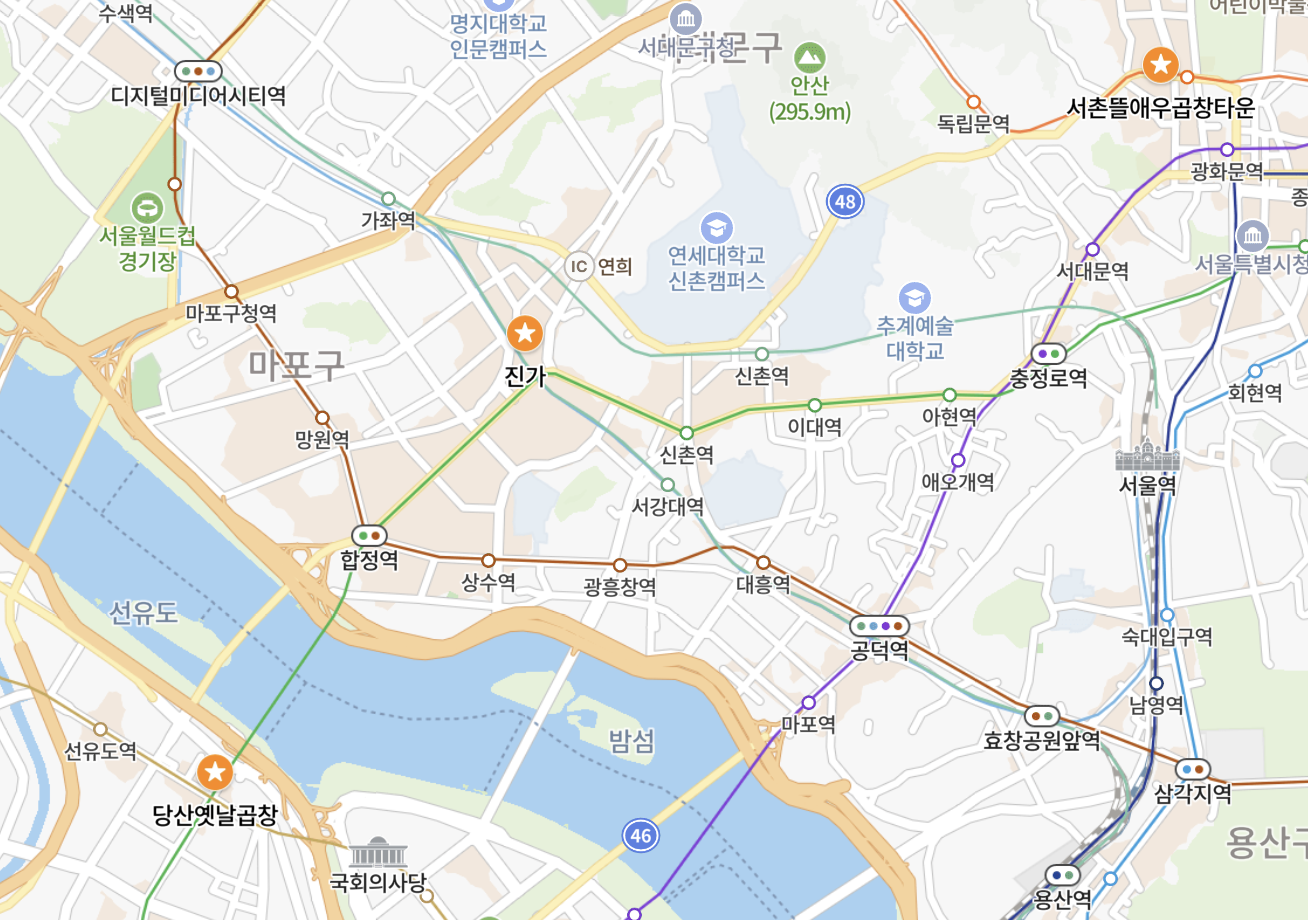 수색역
명지대학교
인문캠퍼스
서대문구청
서대문구
안산
(295.9m)
서촌뜰애우곱창타운
독립문역
디지털미디어시티역
광화문역
48
가좌역
서울월드컵
경기장
연세대학교
신촌캠퍼스
IC 연희
서대문역
서울특별시청
마포구청역
추계예술
대학교
마포구
진가
신촌역
충정로역
회현역
망원역
신촌역
이대역
아현역
애오개역
서울역
서강대역
합정역
상수역
광흥창역
대흥역
선유도
공덕역
숙대입구역
남영역
마포역
밤섬
효창공원앞역
선유도역
삼각지역
당산옛날곱창
46
용산구
국회의사당
용산역